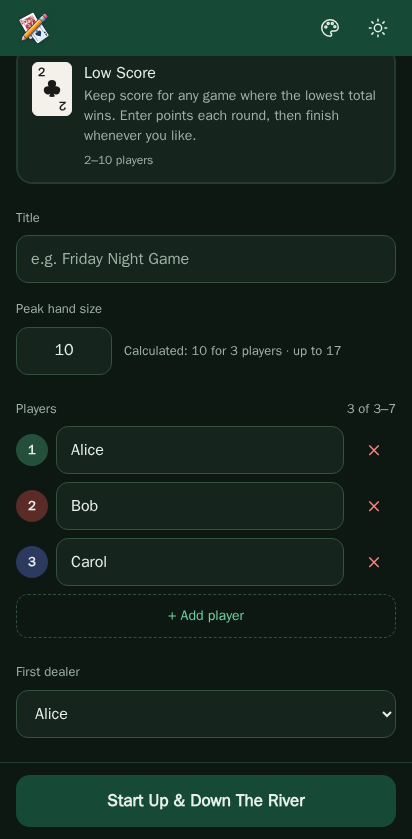 2
2
Low Score
Keep score for any game where the lowest total
wins. Enter points each round, then finish
whenever you like.
2–10 players
Title
e.g. Friday Night Game
Peak hand size
10 Calculated: 10 for 3 players · up to 17
Players 3 of 3–7
1 Alice
2 Bob
3 Carol
+ Add player
First dealer
Alice
Start Up & Down The River